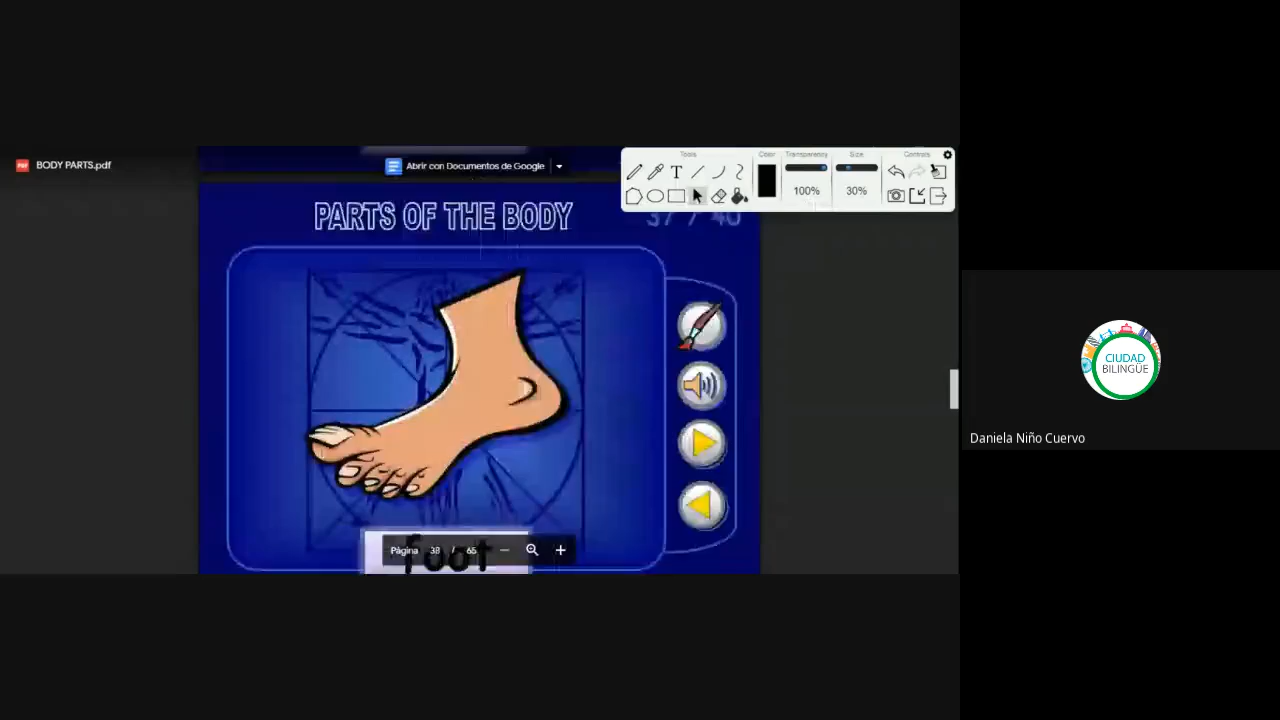 BODY PARTS.pdf
Abrir con Documentos de Google
Tools
Color
Transparency
Size
Controls
100%
30%
PARTS OF THE BODY
37 / 40
foot
Página 38 / 65
CIUDAD
BILINGÜE
Daniela Niño Cuervo